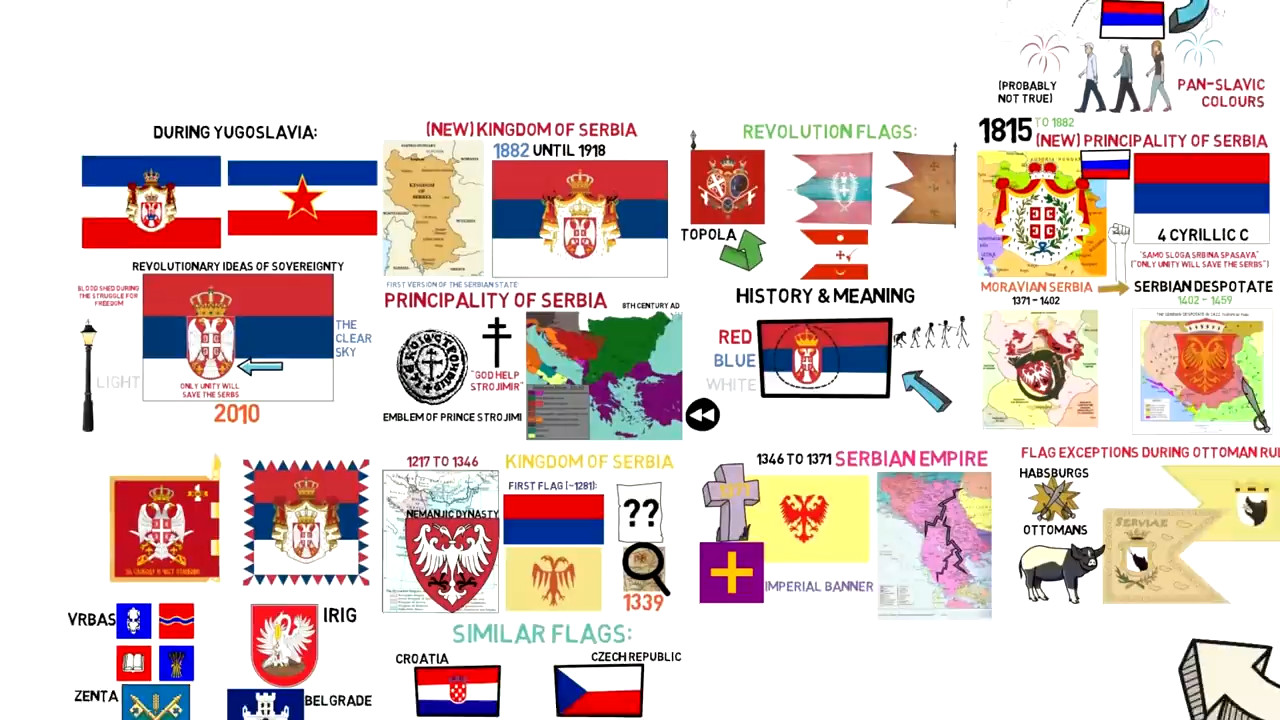 (PROBABLY
NOT TRUE)
PAN-SLAVIC
COLOURS
DURING YUGOSLAVIA:
(NEW) KINGDOM OF SERBIA
1882 UNTIL 1918
REVOLUTION FLAGS:
1815 TO 1882
(NEW) PRINCIPALITY OF SERBIA
KINGDOM
OF
SERBIA
TOPOLA
4 CYRILLIC C
"SAMO SLOGA SRBINA SPASAVA"
("ONLY UNITY WILL SAVE THE SERBS")
REVOLUTIONARY IDEAS OF SOVEREIGNTY
BLOOD SHED DURING
THE STRUGGLE FOR
FREEDOM
THE
CLEAR
SKY
LIGHT
ONLY UNITY WILL
SAVE THE SERBS
2010
FIRST VERSION OF THE SERBIAN STATE:
PRINCIPALITY OF SERBIA
8TH CENTURY AD
"GOD HELP
STROJIMIR"
EMBLEM OF PRINCE STROJIMI
HISTORY & MEANING
RED
BLUE
WHITE
MORAVIAN SERBIA
1371 - 1402
SERBIAN DESPOTATE
1402 - 1459
1217 TO 1346
KINGDOM OF SERBIA
NEMANJIC DYNASTY
FIRST FLAG (~1281):
??
1339
1346 TO 1371 SERBIAN EMPIRE
IMPERIAL BANNER
FLAG EXCEPTIONS DURING OTTOMAN RUL
HABSBURGS
OTTOMANS
SERVIAE
VRBAS
IRIG
ZENTA
BELGRADE
SIMILAR FLAGS:
CROATIA
CZECH REPUBLIC